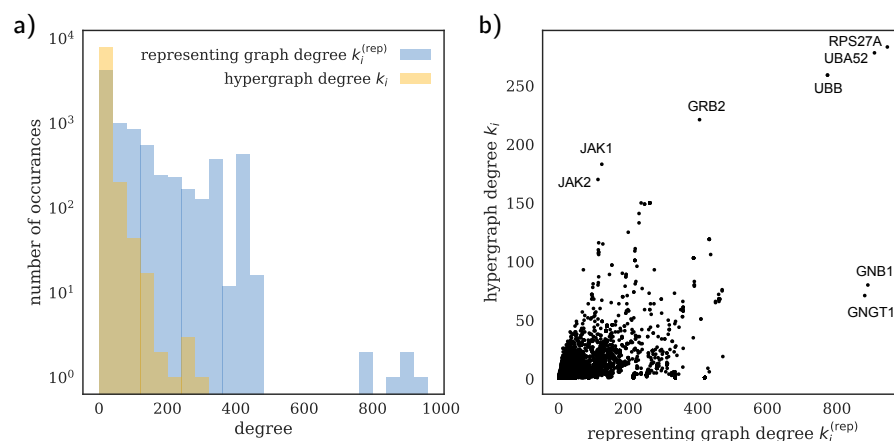 a)
number of occurances
10^4
10^3
10^2
10^1
10^0
representing graph degree k_i^(rep)
hypergraph degree k_i
0 200 400 600 800 1000
degree
b)
hypergraph degree k_i
250
200
150
100
50
0
RPS27A
UBA52
UBB
GRB2
JAK1
JAK2
GNB1
GNGT1
0 200 400 600 800
representing graph degree k_i^(rep)